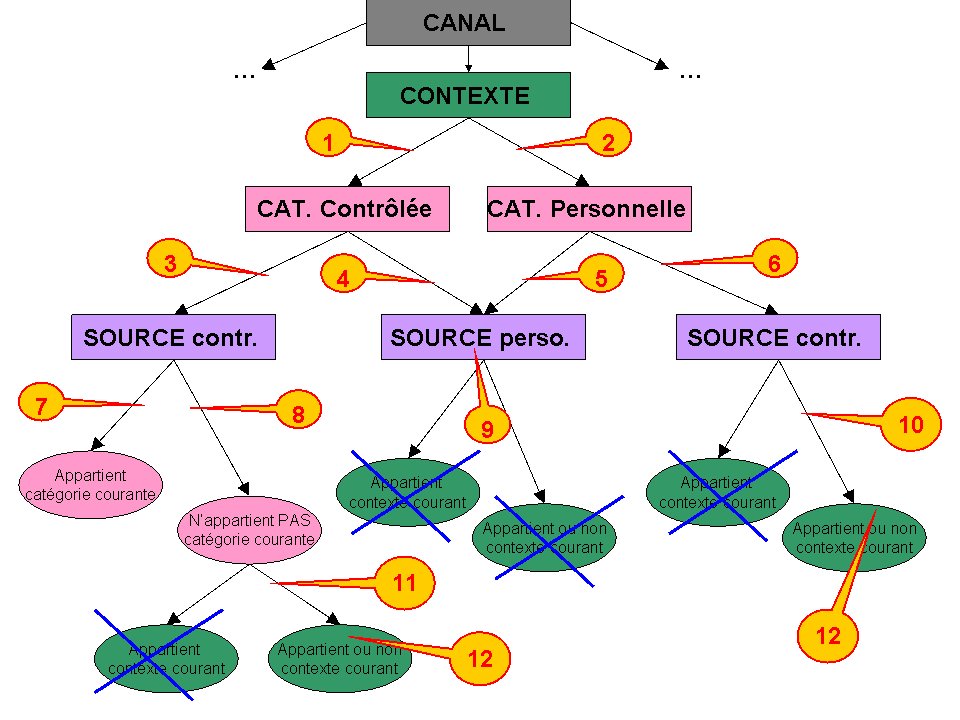 CANAL
...
...
CONTEXTE
1
2
CAT. Contrôlée
CAT. Personnelle
3
4
5
6
SOURCE contr.
SOURCE perso.
SOURCE contr.
7
8
9
10
Appartient
catégorie courante
Appartient
contexte courant
Appartient
contexte courant
N'appartient PAS
catégorie courante
Appartient ou non
contexte courant
Appartient ou non
contexte courant
11
12
Appartient
contexte courant
Appartient ou non
contexte courant
12